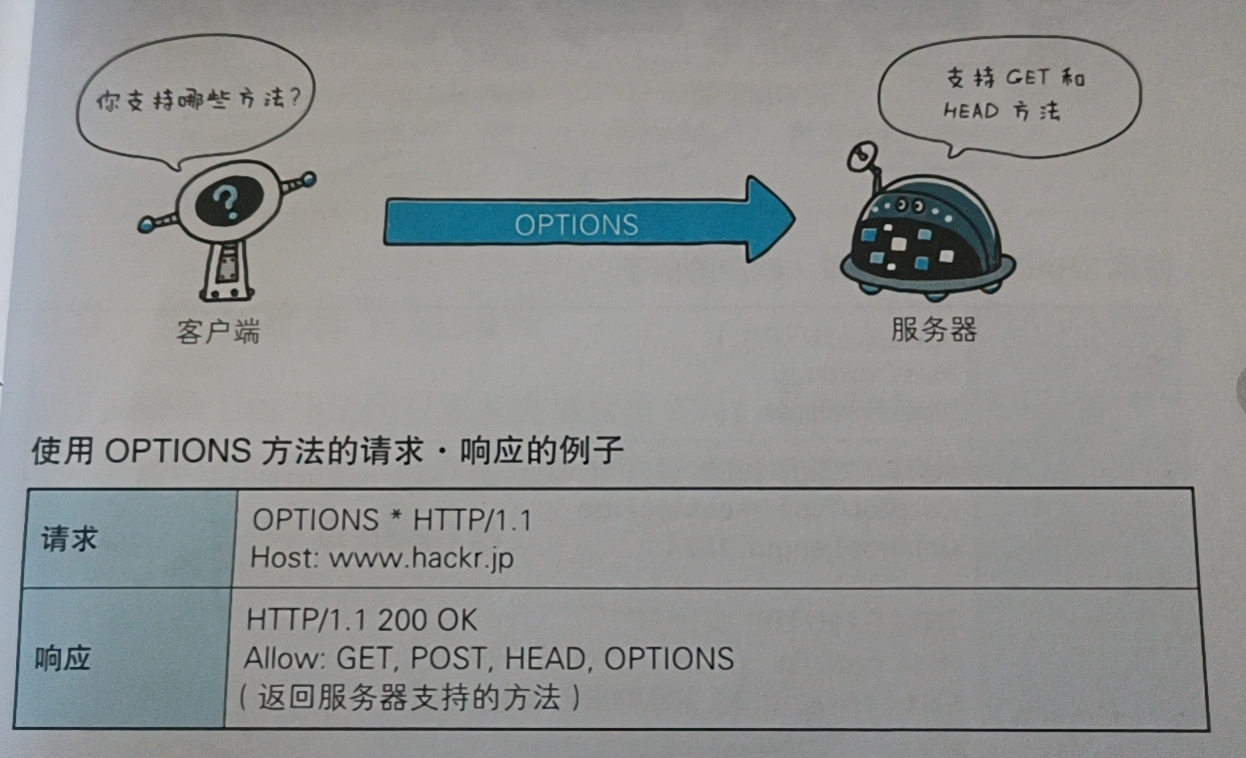 你支持哪些方法?
支持 GET 和
HEAD 方法
OPTIONS
客户端
服务器
使用 OPTIONS 方法的请求·响应的例子
请求
OPTIONS * HTTP/1.1
Host: www.hackr.jp
响应
HTTP/1.1 200 OK
Allow: GET, POST, HEAD, OPTIONS
(返回服务器支持的方法)